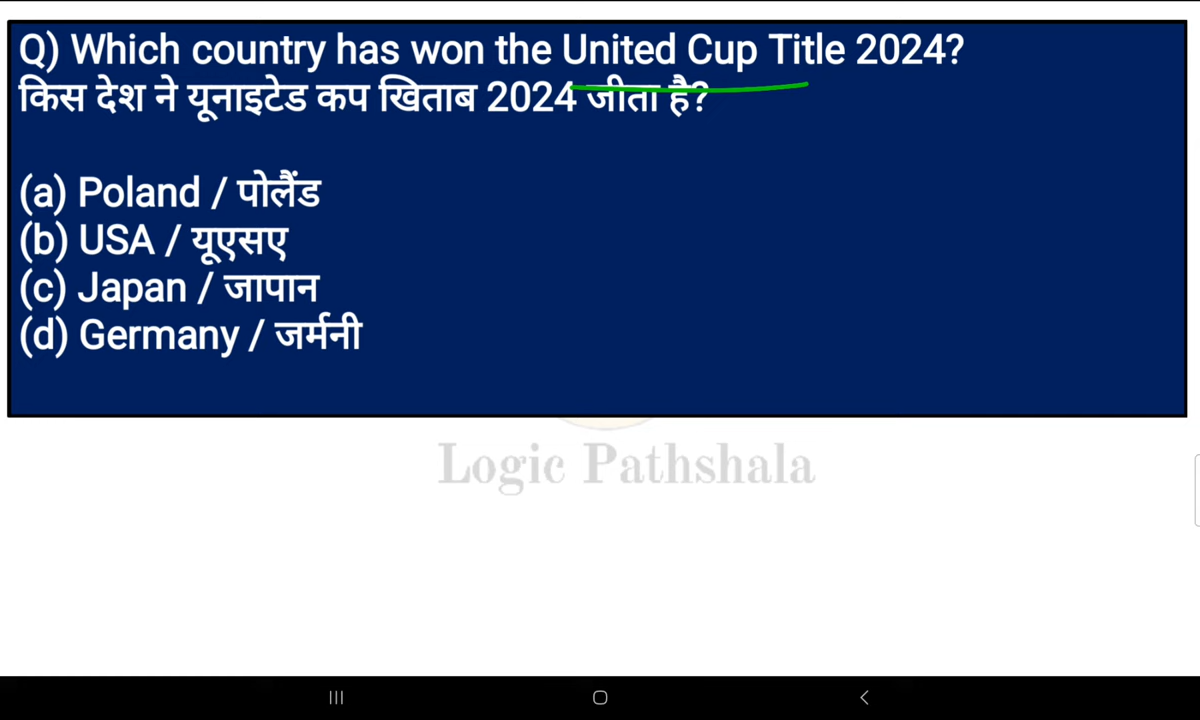 Q) Which country has won the United Cup Title 2024?
किस देश ने यूनाइटेड कप खिताब 2024 जीता है?
(a) Poland / पोलैंड
(b) USA / यूएसए
(c) Japan / जापान
(d) Germany / जर्मनी
Logic Pathshala